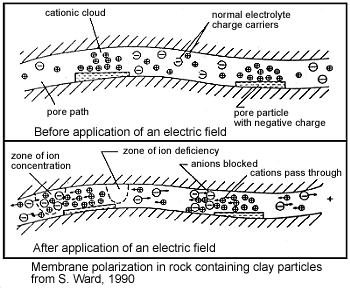 cationic cloud
normal electrolyte
charge carriers
pore path
pore particle
with negative charge
Before application of an electric field
zone of ion
concentration
zone of ion deficiency
anions blocked
cations pass through
After application of an electric field
Membrane polarization in rock containing clay particles
from S. Ward, 1990